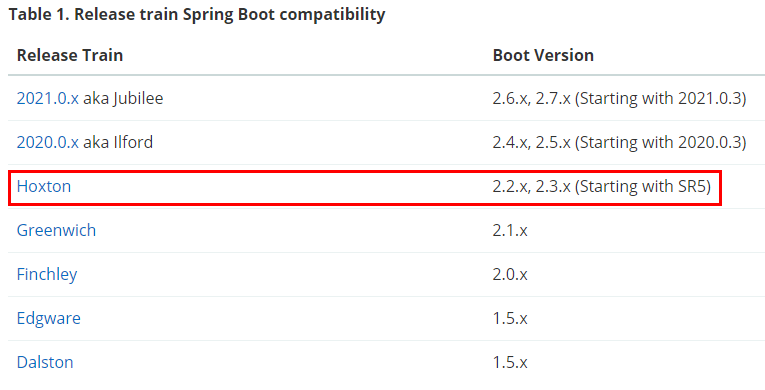 Table 1. Release train Spring Boot compatibility
Release Train Boot Version
2021.0.x aka Jubilee 2.6.x, 2.7.x (Starting with 2021.0.3)
2020.0.x aka Ilford 2.4.x, 2.5.x (Starting with 2020.0.3)
Hoxton 2.2.x, 2.3.x (Starting with SR5)
Greenwich 2.1.x
Finchley 2.0.x
Edgware 1.5.x
Dalston 1.5.x